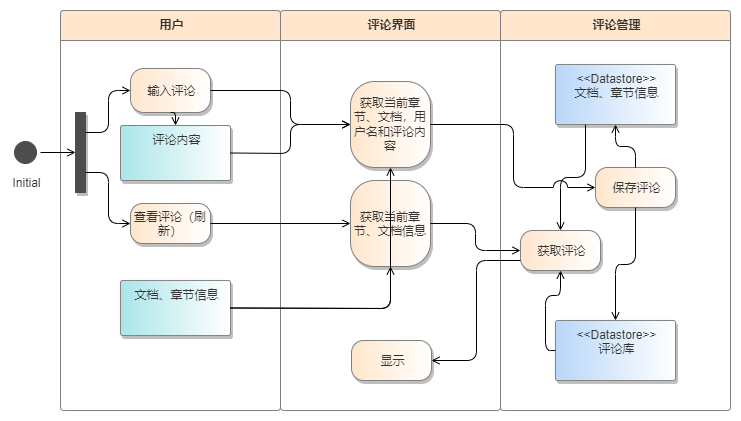 用户
评论界面
评论管理
Initial
输入评论
评论内容
查看评论（刷
新）
文档、章节信息
获取当前章
节、文档，用
户名和评论内
容
获取当前章
节、文档信息
显示
<<Datastore>>
文档、章节信息
保存评论
获取评论
<<Datastore>>
评论库